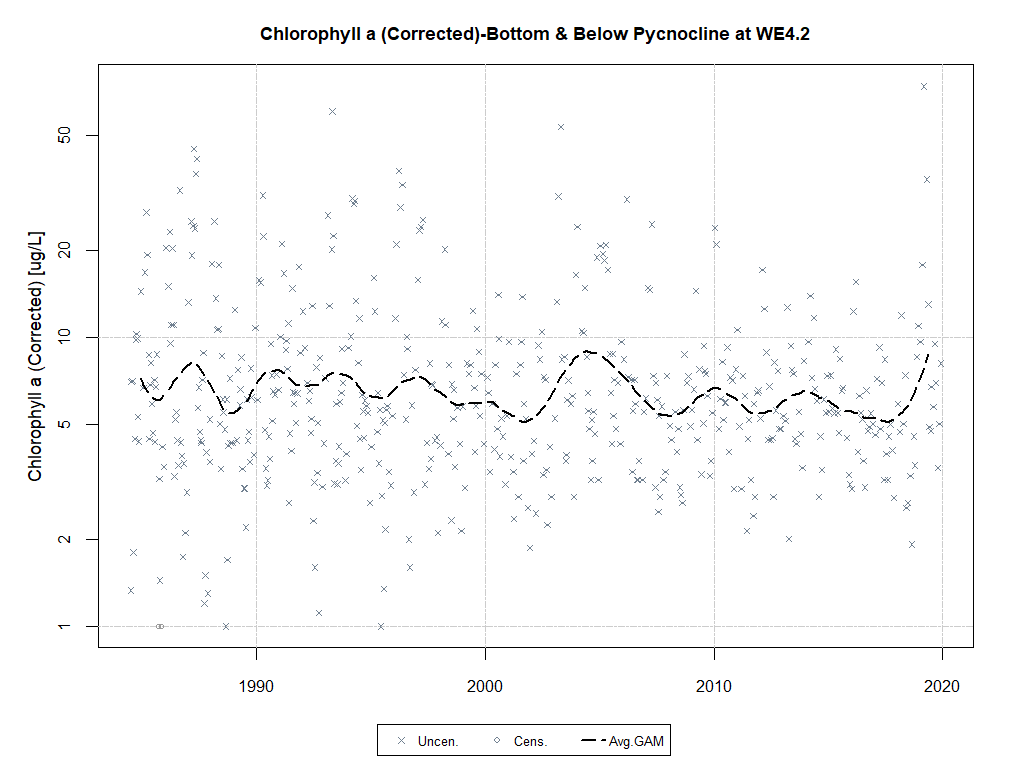 Chlorophyll a (Corrected)-Bottom & Below Pycnocline at WE4.2
Chlorophyll a (Corrected) [ug/L]
50
20
10
5
2
1
1990 2000 2010 2020
Uncen. Cens. Avg.GAM